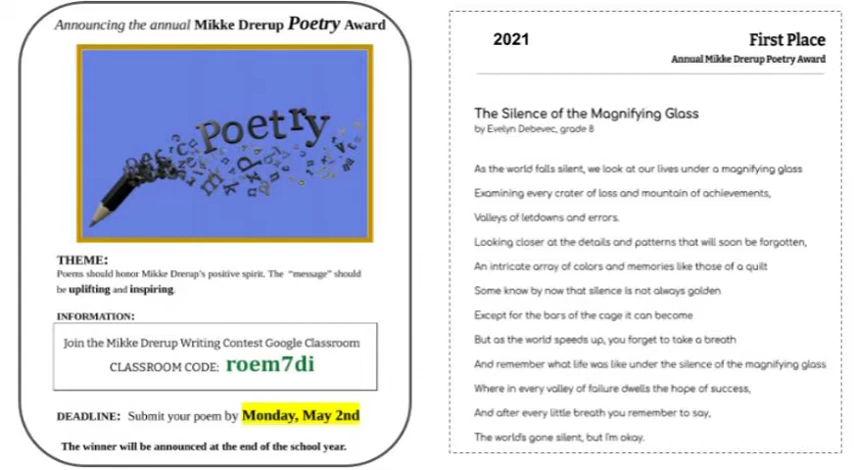 Announcing the annual Mikke Drerup Poetry Award
Poetry
THEME:
Poems should honor Mikke Drerup's positive spirit. The "message" should
be uplifting and inspiring.
INFORMATION:
Join the Mikke Drerup Writing Contest Google Classroom
CLASSROOM CODE: roem7di
DEADLINE: Submit your poem by Monday, May 2nd
The winner will be announced at the end of the school year.
2021
First Place
Annual Mikke Drerup Poetry Award
The Silence of the Magnifying Glass
by Evelyn Debevec, grade 8
As the world falls silent, we look at our lives under a magnifying glass
Examining every crater of loss and mountain of achievements,
Valleys of letdowns and errors.
Looking closer at the details and patterns that will soon be forgotten,
An intricate array of colors and memories like those of a quilt
Some know by now that silence is not always golden
Except for the bars of the cage it can become
But as the world speeds up, you forget to take a breath
And remember what life was like under the silence of the magnifying glass
Where in every valley of failure dwells the hope of success,
And after every little breath you remember to say,
The world's gone silent, but I'm okay.